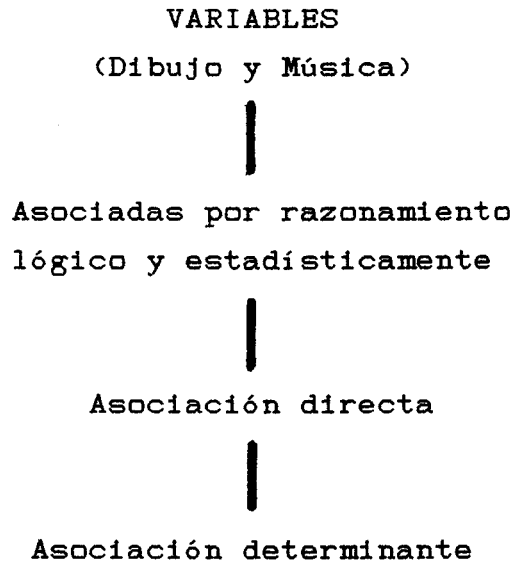 VARIABLES
(Dibujo y Música)
Asociadas por razonamiento
lógico y estadísticamente
Asociación directa
Asociación determinante